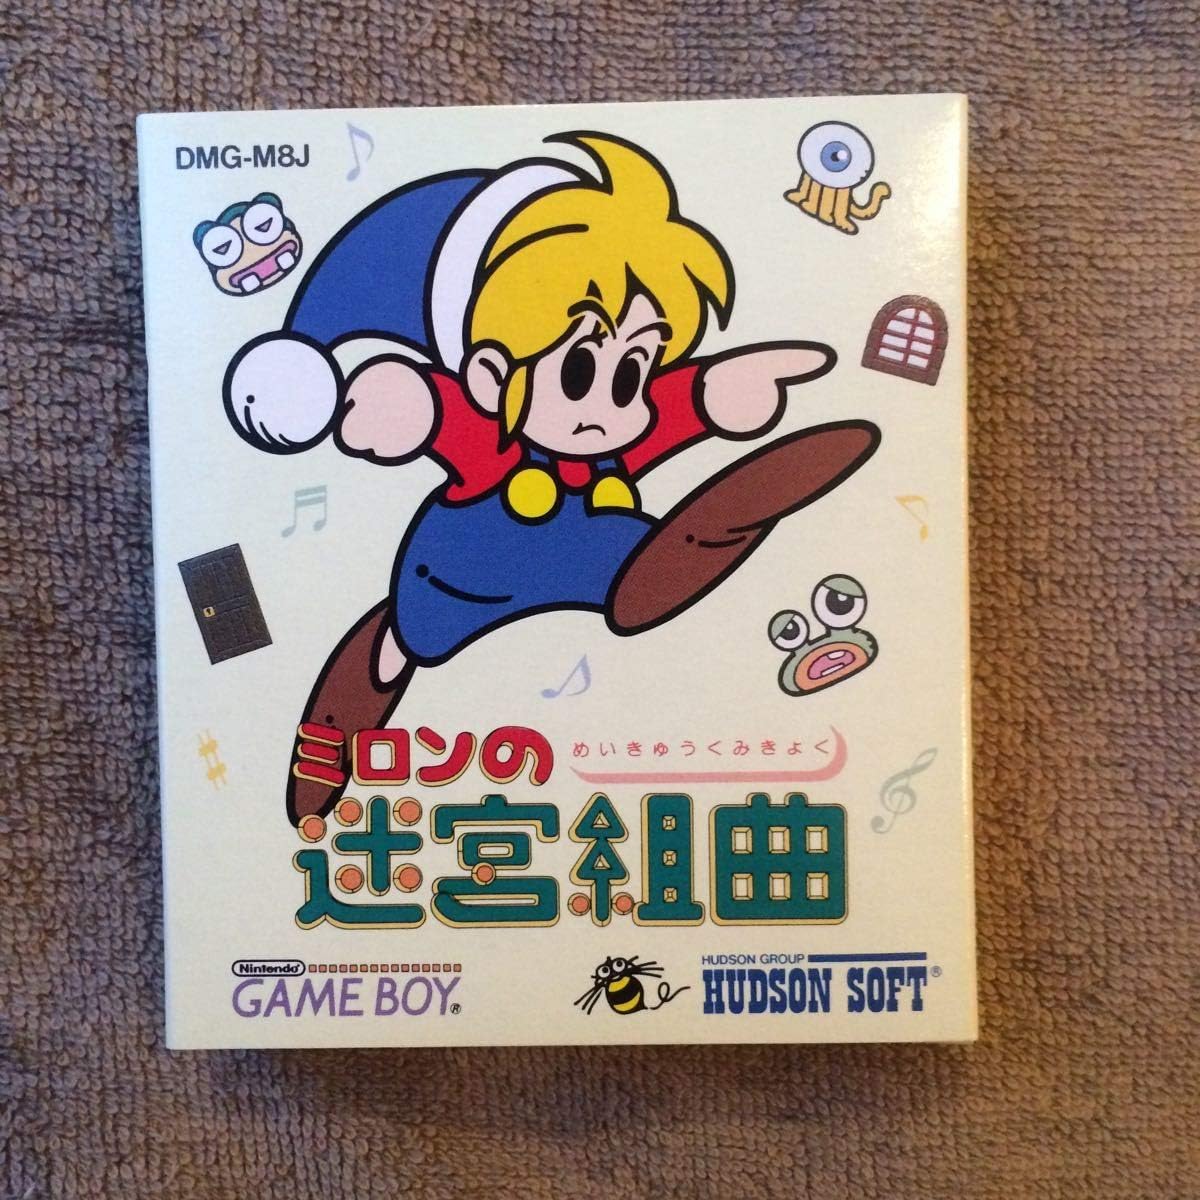 DMG-M8J
ミロンの
めいきゅうくみきょく
迷宮組曲
Nintendo
GAME BOY®
HUDSON GROUP
HUDSON SOFT®